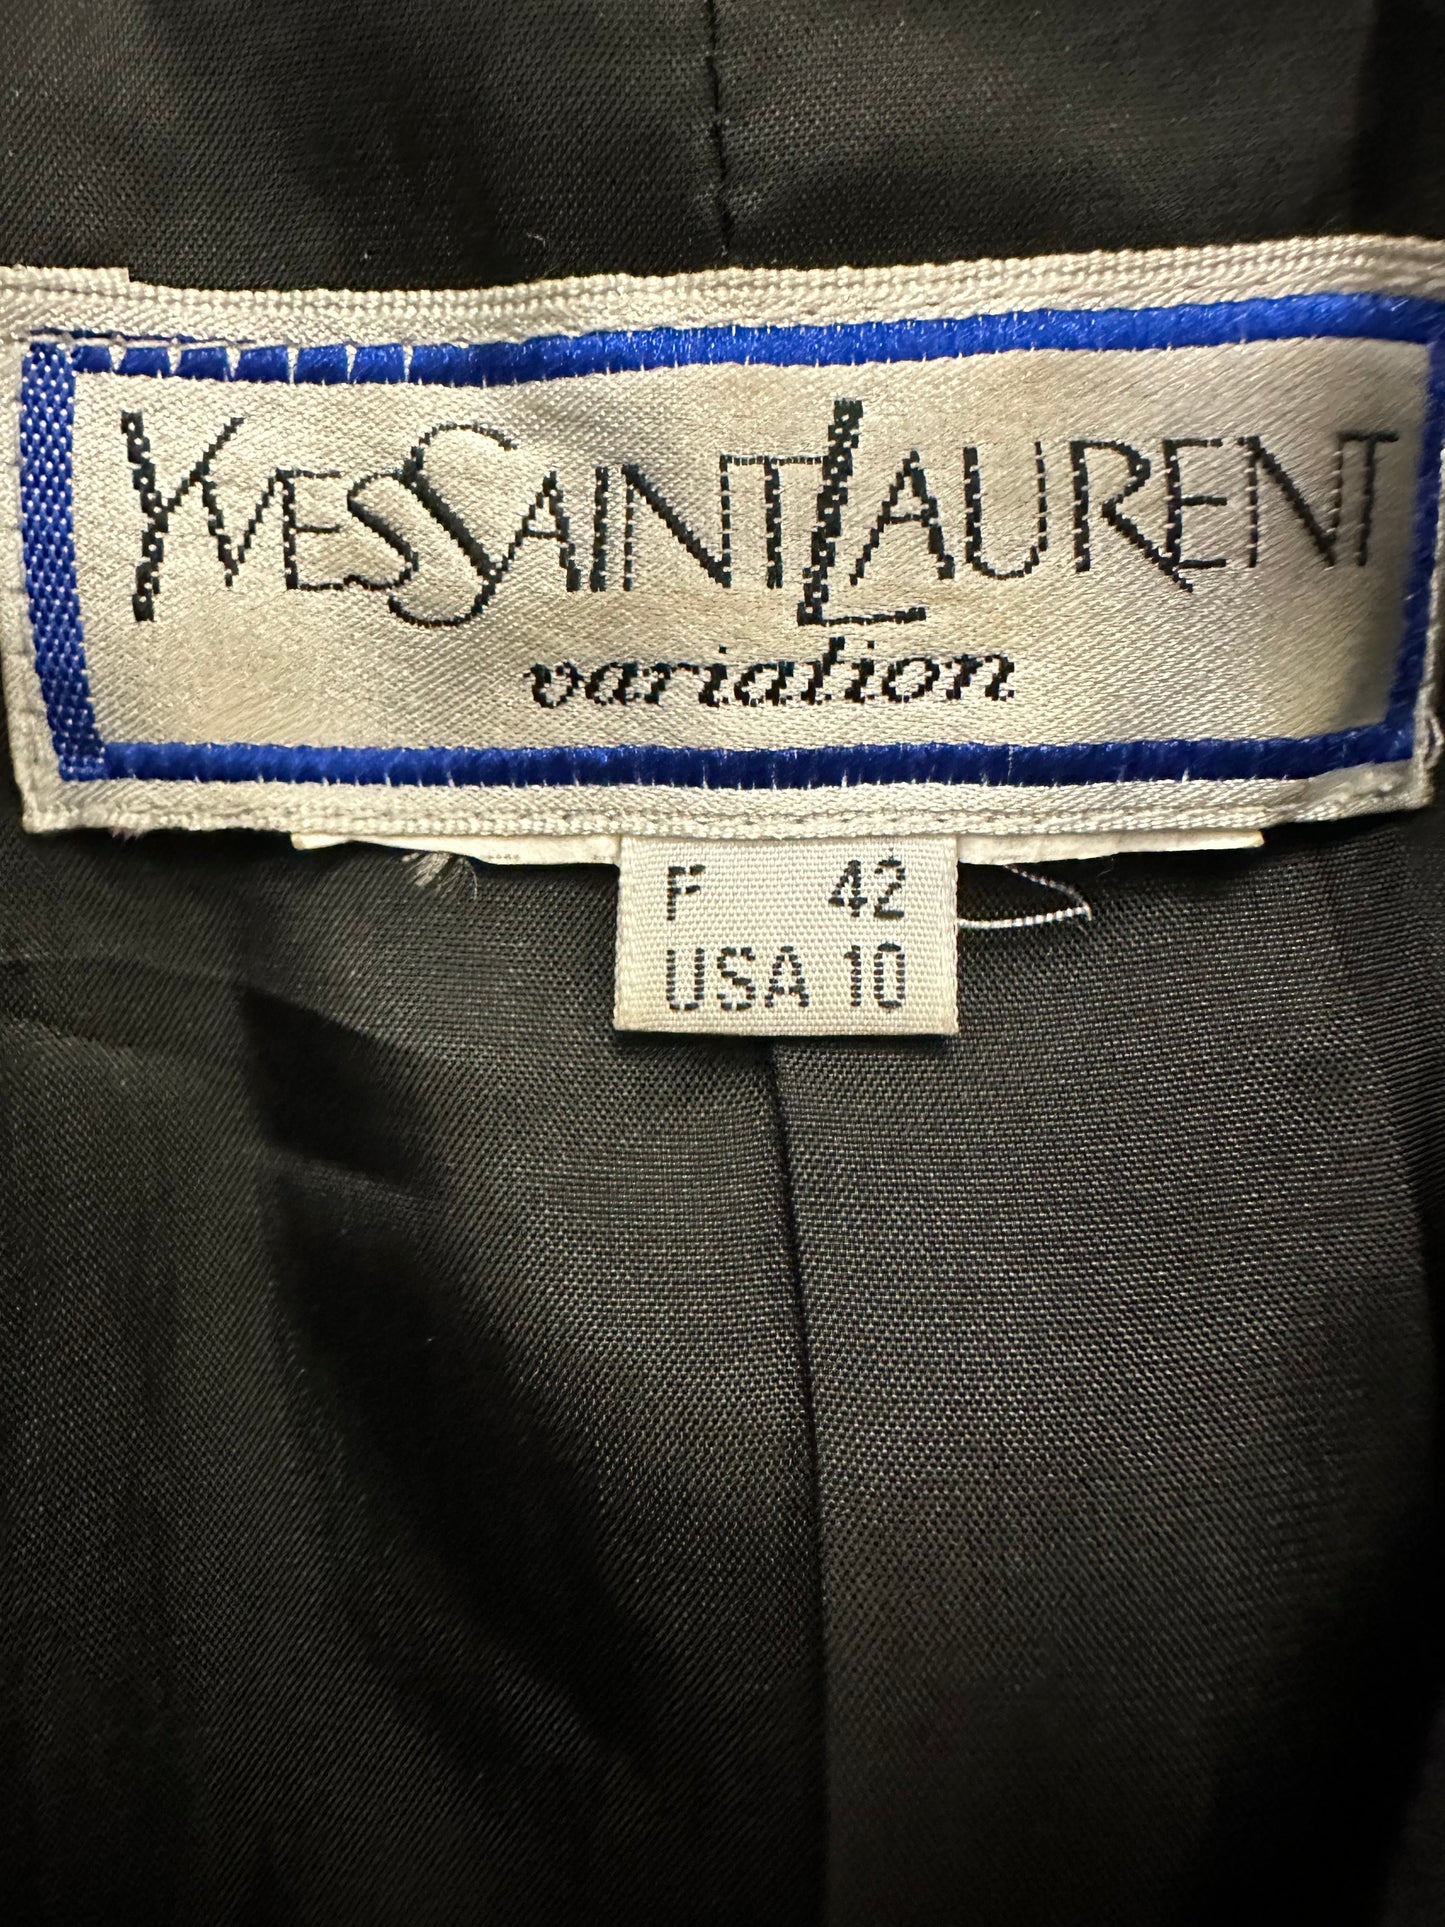 YVESSAINTLAURENT
variation
F 42
USA 10